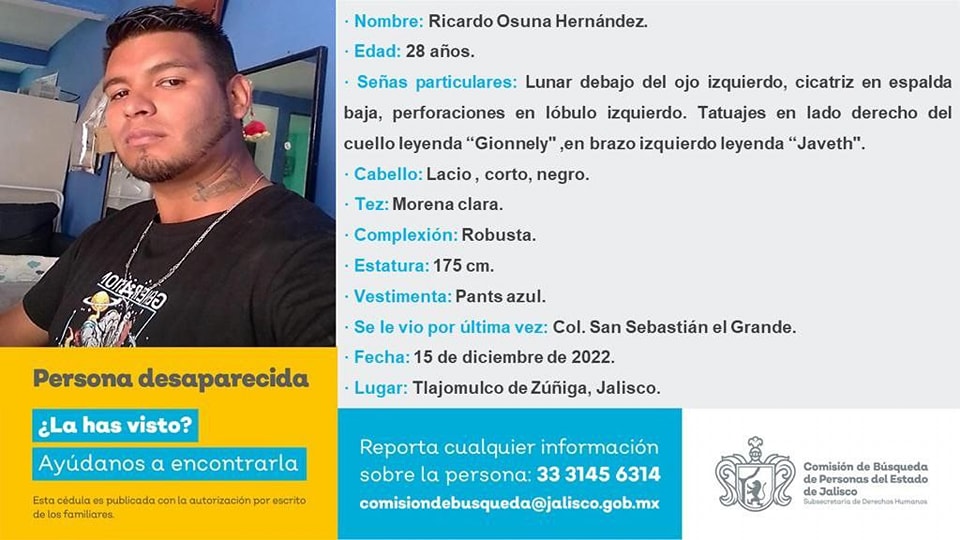 · Nombre: Ricardo Osuna Hernández.
· Edad: 28 años.
· Señas particulares: Lunar debajo del ojo izquierdo, cicatriz en espalda
baja, perforaciones en lóbulo izquierdo. Tatuajes en lado derecho del
cuello leyenda “Gionnely" ,en brazo izquierdo leyenda “Javeth".
· Cabello: Lacio , corto, negro.
· Tez: Morena clara.
· Complexión: Robusta.
· Estatura: 175 cm.
· Vestimenta: Pants azul.
· Se le vio por última vez: Col. San Sebastián el Grande.
· Fecha: 15 de diciembre de 2022.
· Lugar: Tlajomulco de Zúñiga, Jalisco.
Persona desaparecida
¿La has visto?
Ayúdanos a encontrarla
Esta cédula es publicada con la autorización por escrito
de los familiares.
Reporta cualquier información
sobre la persona: 33 3145 6314
comisiondebusqueda@jalisco.gob.mx
Comisión de Búsqueda
de Personas del Estado
de Jalisco
Subsecretaría de Derechos Humanos